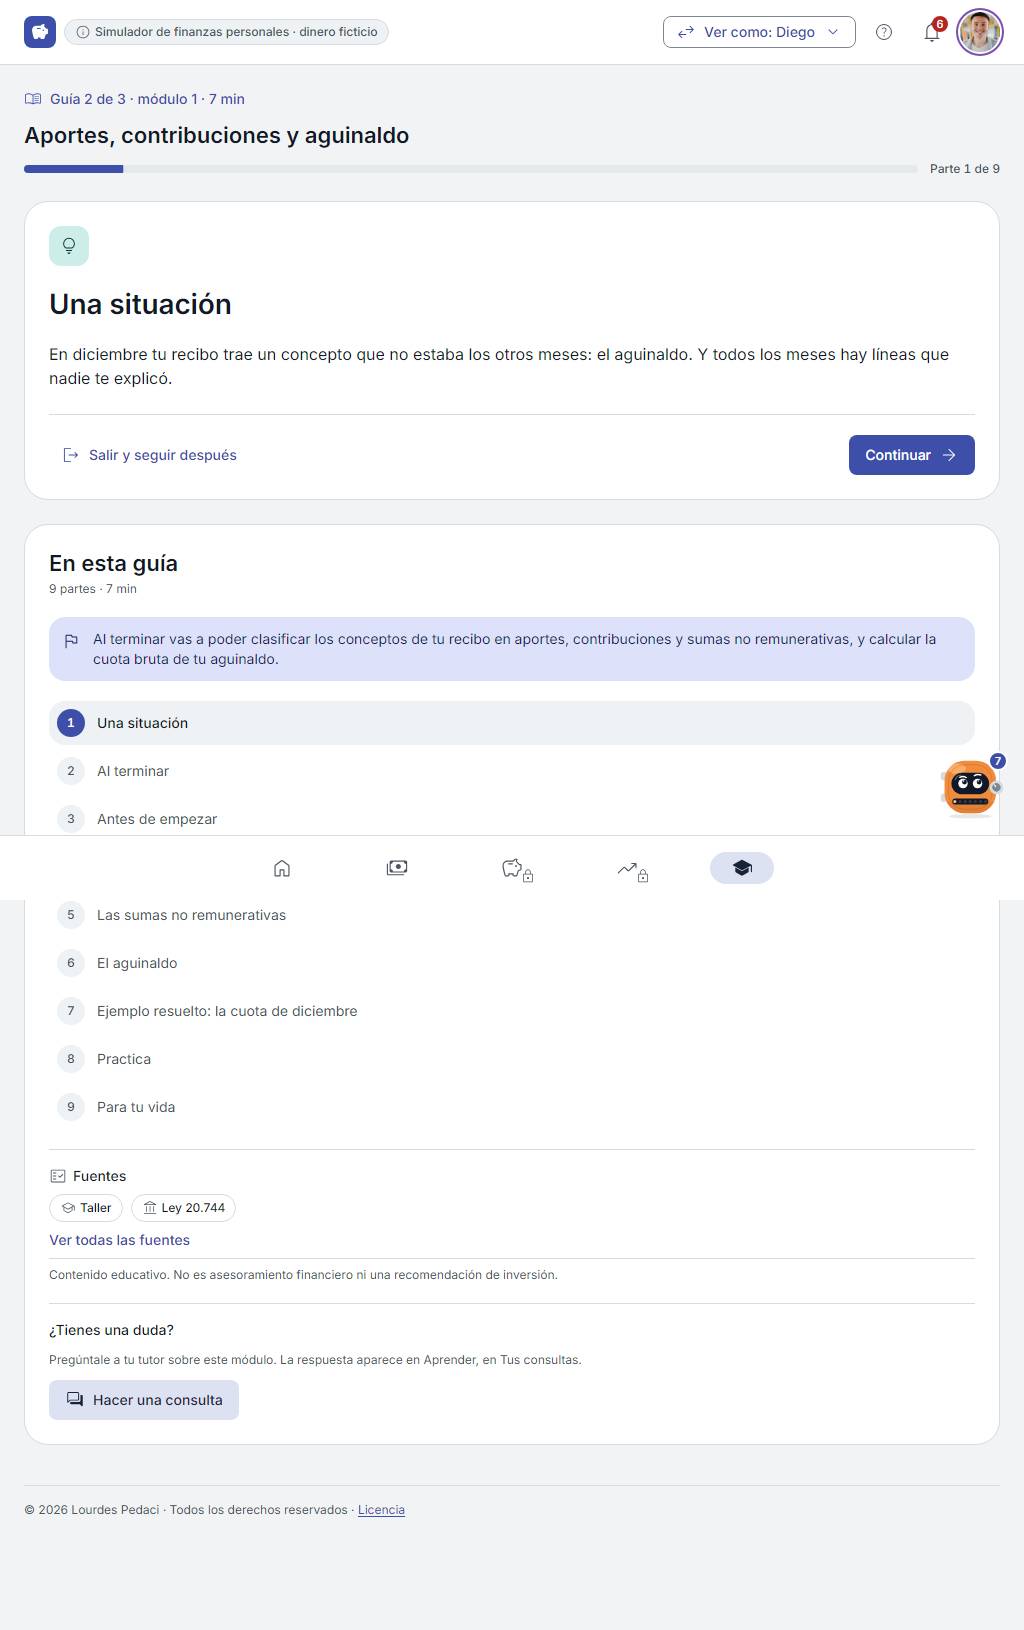 Simulador de finanzas personales · dinero ficticio
Ver como: Diego
6
Guía 2 de 3 · módulo 1 · 7 min
Aportes, contribuciones y aguinaldo
Parte 1 de 9
Una situación
En diciembre tu recibo trae un concepto que no estaba los otros meses: el aguinaldo. Y todos los meses hay líneas que
nadie te explicó.
Salir y seguir después
Continuar
En esta guía
9 partes · 7 min
Al terminar vas a poder clasificar los conceptos de tu recibo en aportes, contribuciones y sumas no remunerativas, y calcular la
cuota bruta de tu aguinaldo.
1 Una situación
7
2 Al terminar
3 Antes de empezar
5 Las sumas no remunerativas
6 El aguinaldo
7 Ejemplo resuelto: la cuota de diciembre
8 Practica
9 Para tu vida
Fuentes
Taller
Ley 20.744
Ver todas las fuentes
Contenido educativo. No es asesoramiento financiero ni una recomendación de inversión.
¿Tienes una duda?
Pregúntale a tu tutor sobre este módulo. La respuesta aparece en Aprender, en Tus consultas.
Hacer una consulta
© 2026 Lourdes Pedaci · Todos los derechos reservados · Licencia